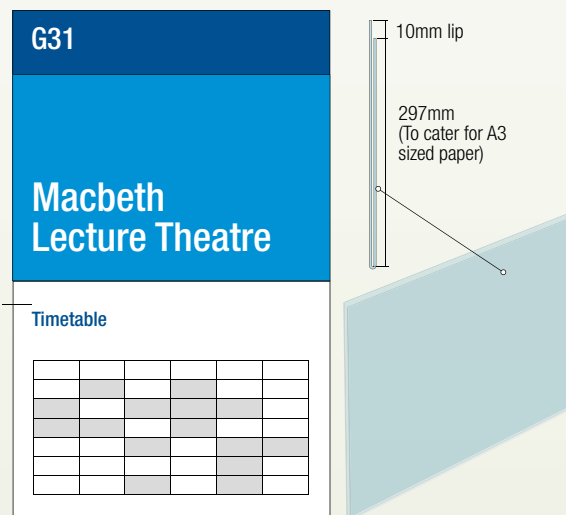 G31
Macbeth
Lecture Theatre
Timetable
10mm lip
297mm
(To cater for A3
sized paper)